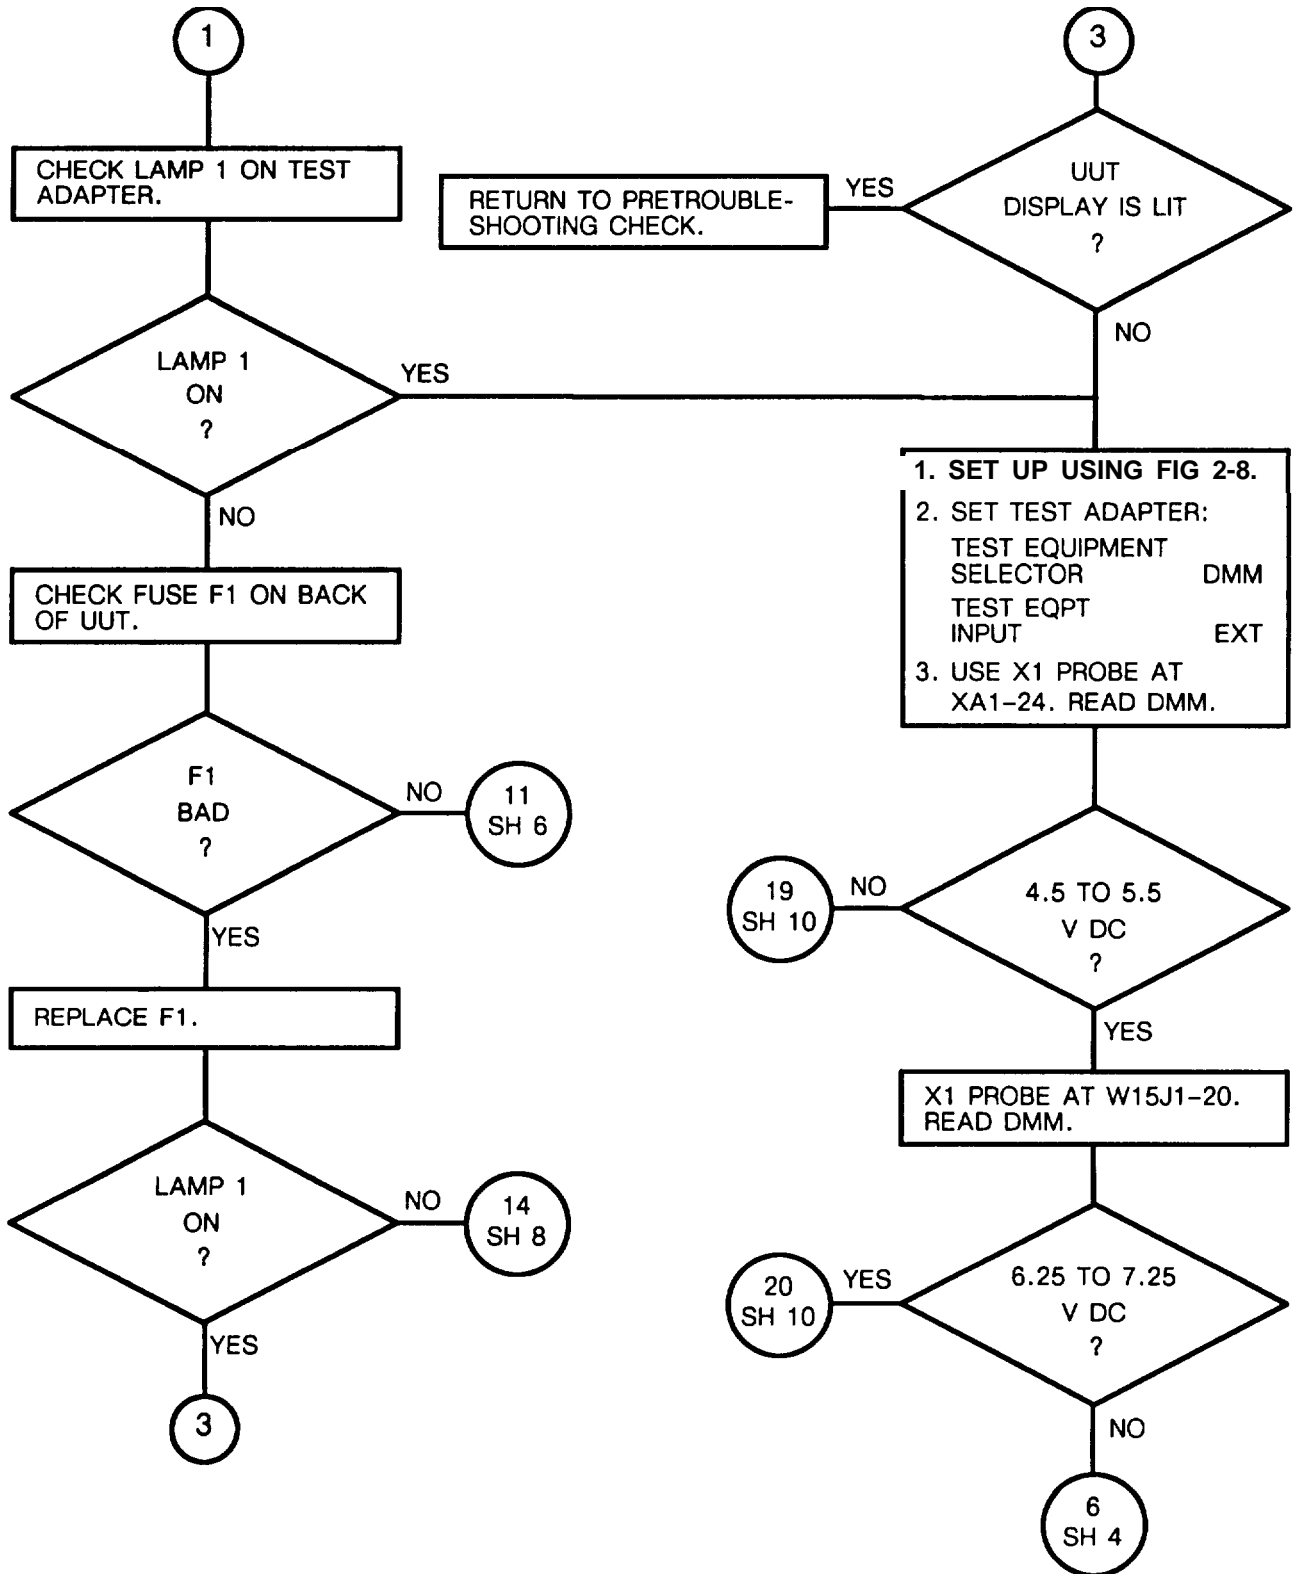 1
CHECK LAMP 1 ON TEST
ADAPTER.
LAMP 1
ON
?
YES
NO
CHECK FUSE F1 ON BACK
OF UUT.
F1
BAD
?
NO
11
SH 6
YES
REPLACE F1.
LAMP 1
ON
?
NO
14
SH 8
YES
3
3
UUT
DISPLAY IS LIT
?
YES
RETURN TO PRETROUBLE-
SHOOTING CHECK.
NO
1. SET UP USING FIG 2-8.
2. SET TEST ADAPTER:
TEST EQUIPMENT
SELECTOR DMM
TEST EQPT
INPUT EXT
3. USE X1 PROBE AT
XA1-24. READ DMM.
4.5 TO 5.5
V DC
?
NO
19
SH 10
YES
X1 PROBE AT W15J1-20.
READ DMM.
6.25 TO 7.25
V DC
?
YES
20
SH 10
NO
6
SH 4